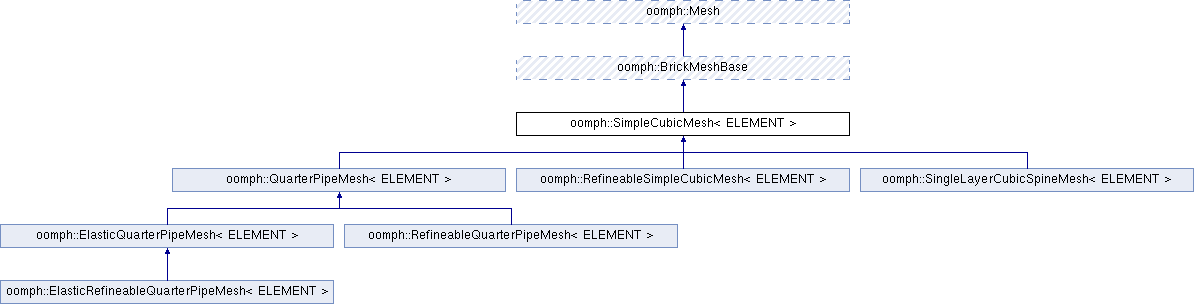 oomph::Mesh
oomph::BrickMeshBase
oomph::SimpleCubicMesh< ELEMENT >
oomph::QuarterPipeMesh< ELEMENT >
oomph::RefineableSimpleCubicMesh< ELEMENT >
oomph::SingleLayerCubicSpineMesh< ELEMENT >
oomph::ElasticQuarterPipeMesh< ELEMENT >
oomph::RefineableQuarterPipeMesh< ELEMENT >
oomph::ElasticRefineableQuarterPipeMesh< ELEMENT >